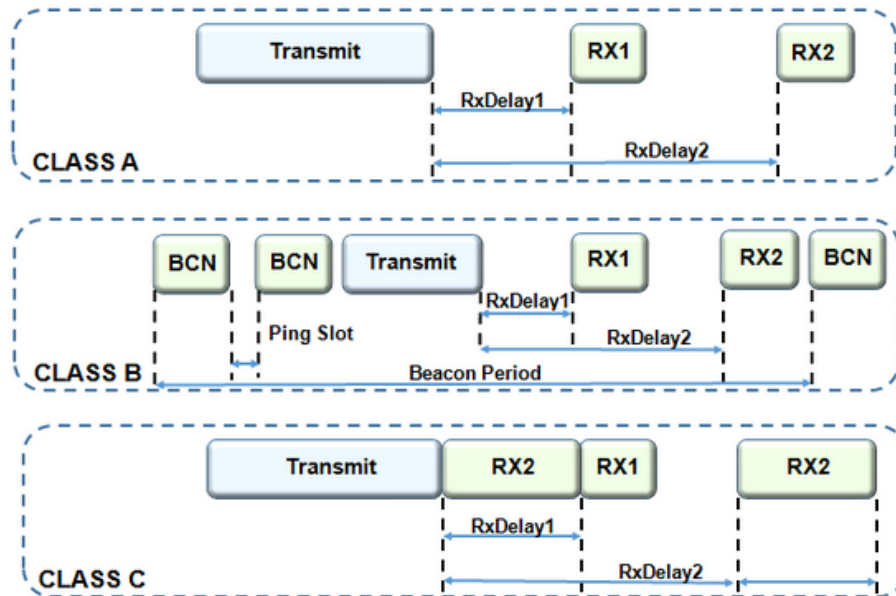 Transmit RX1 RX2
RxDelay1
RxDelay2
CLASS A
BCN BCN Transmit RX1 RX2 BCN
RxDelay1
Ping Slot
RxDelay2
Beacon Period
CLASS B
Transmit RX2 RX1 RX2
RxDelay1
RxDelay2
CLASS C